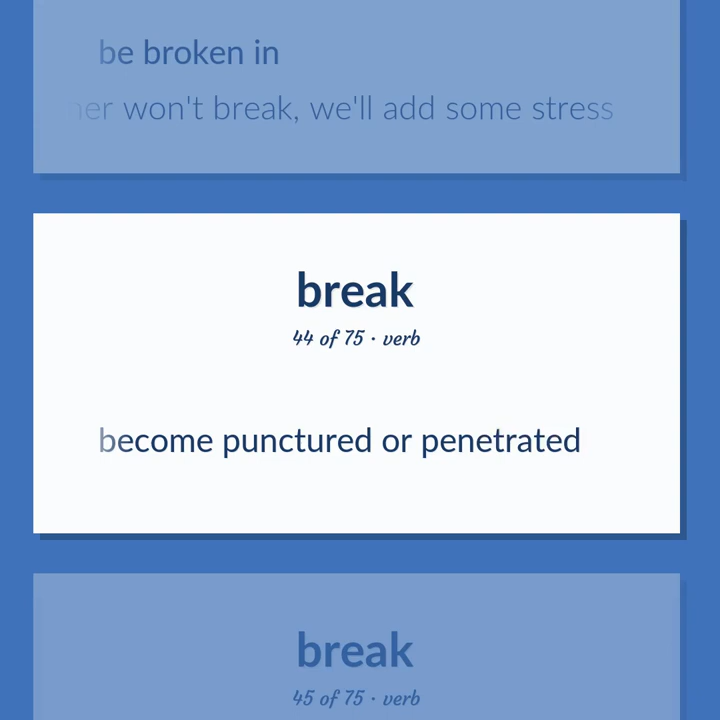 be broken in
won't break, we'll add some stress
break
44 of 75 · verb
become punctured or penetrated
break
45 of 75 · verb